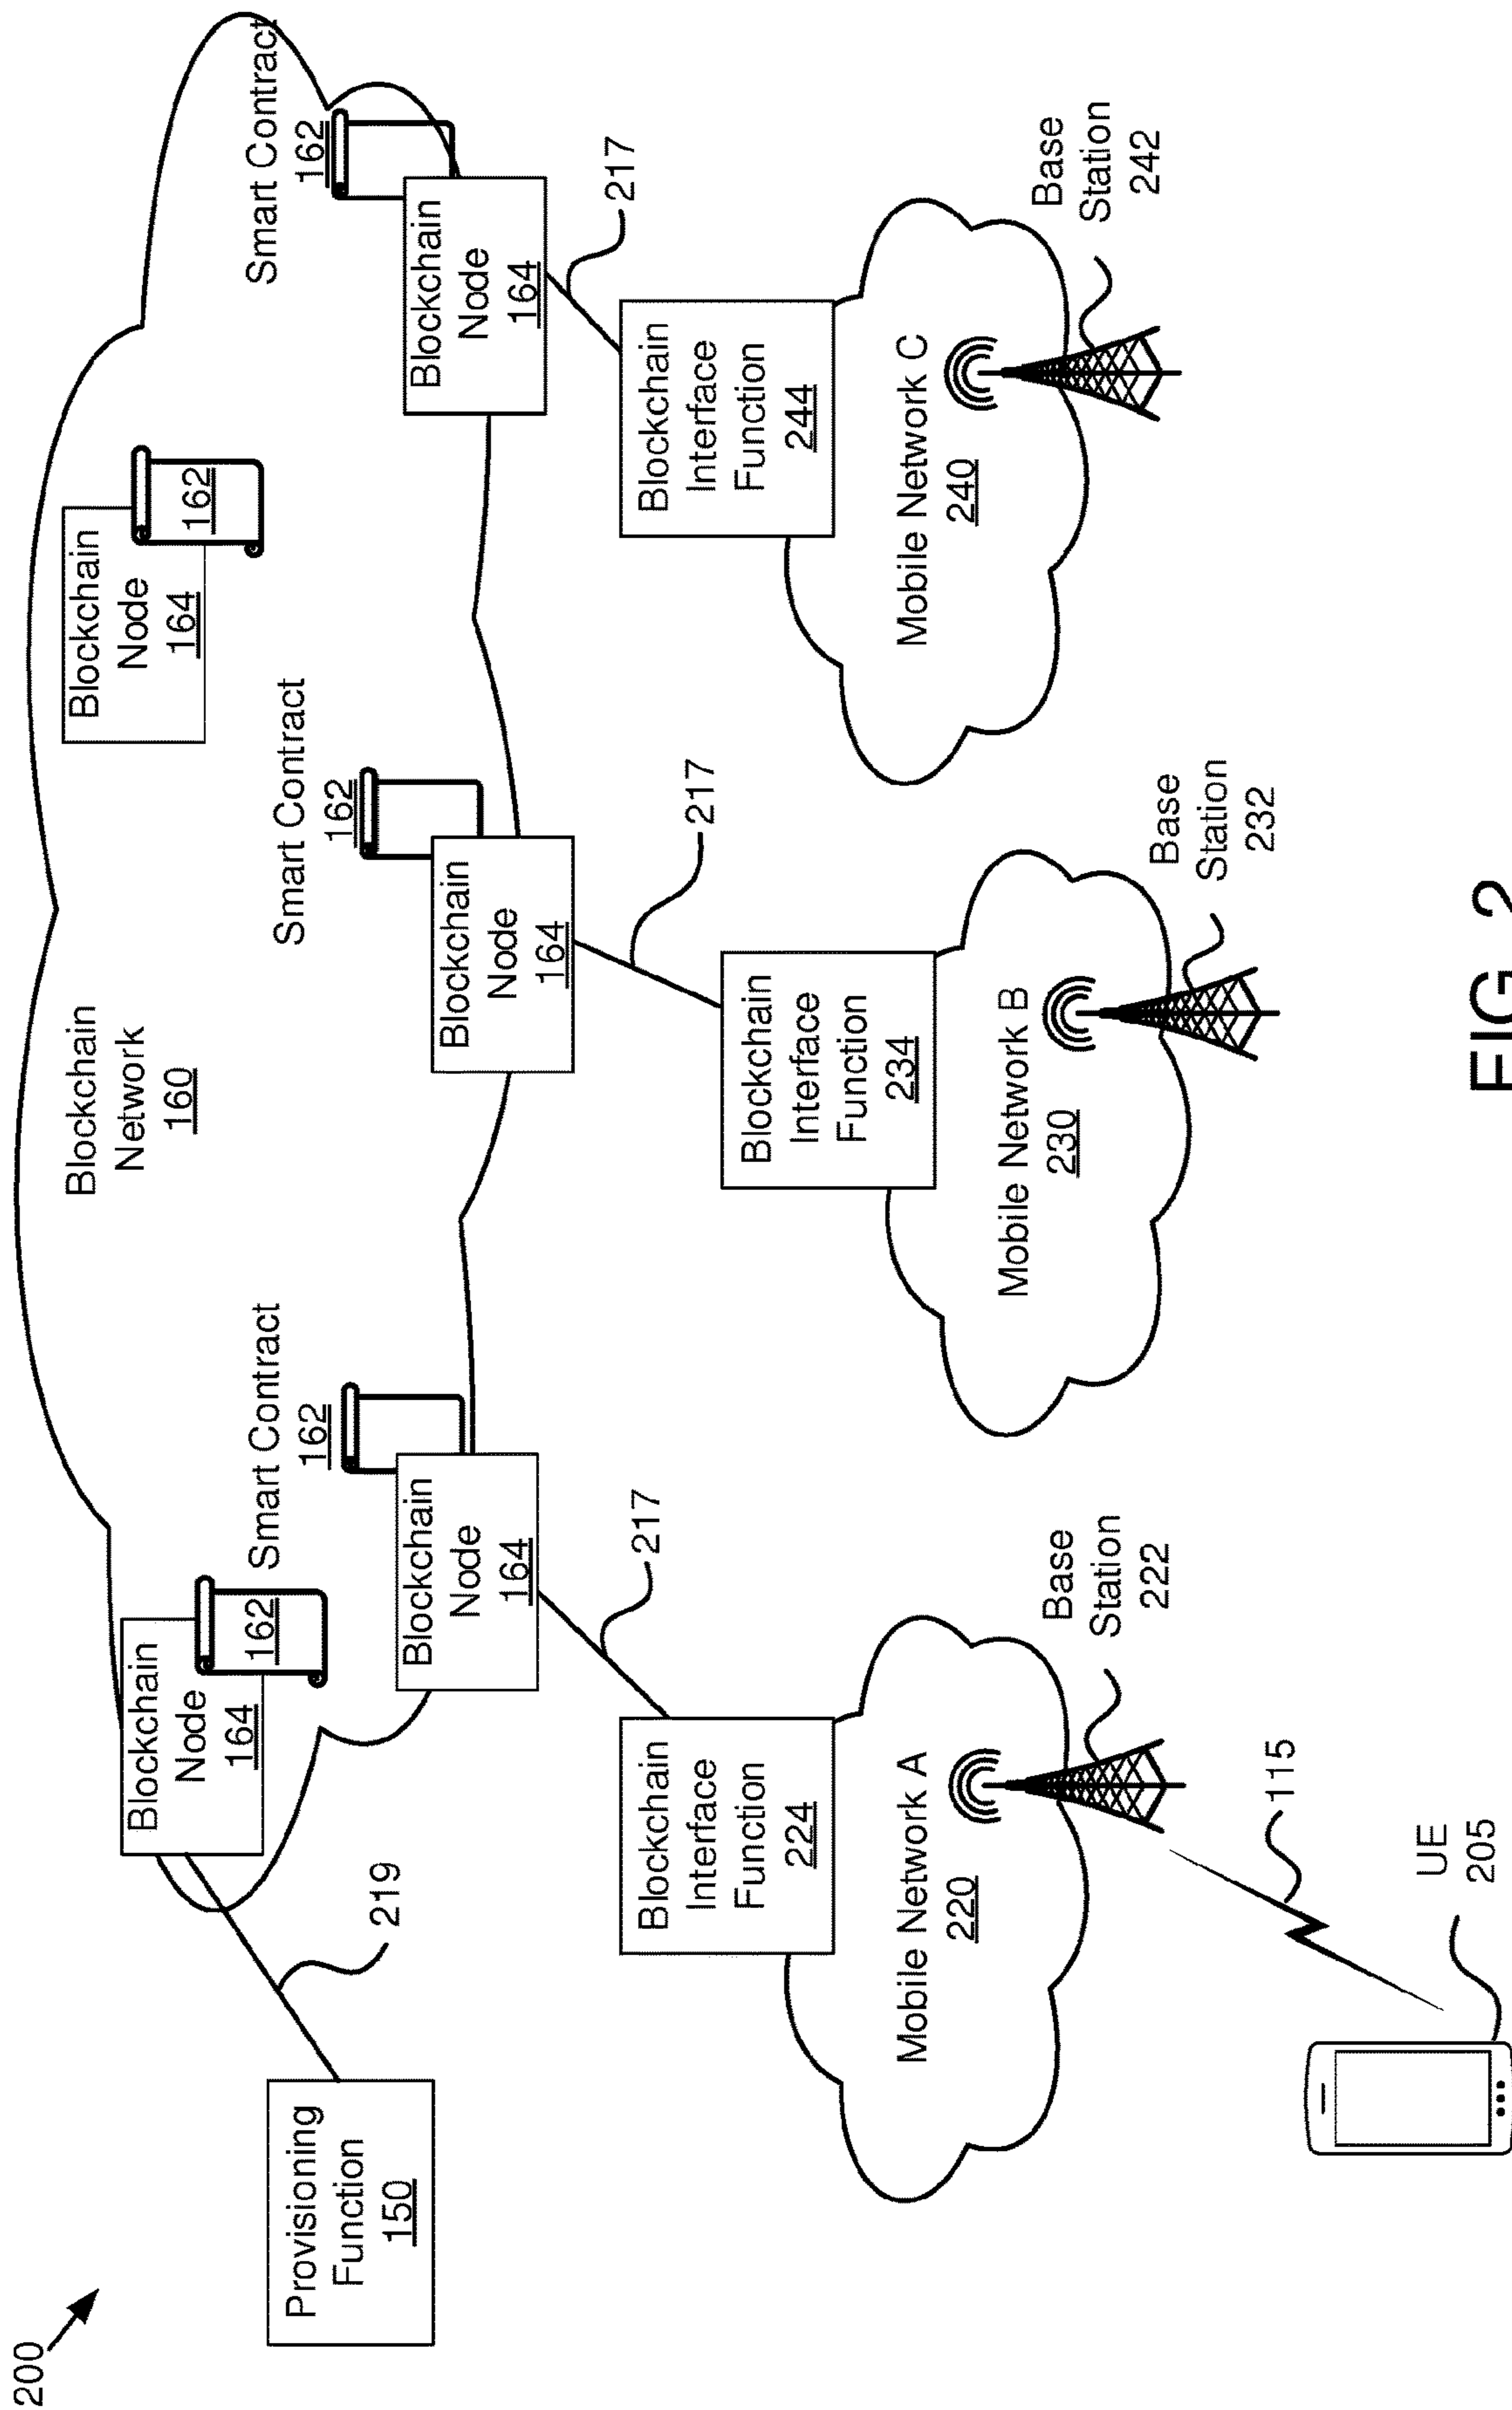 200
Provisioning
Function
150
219
Blockchain
Node
164
162
Blockchain
Network
160
Blockchain
Node
164
162
Smart Contract
162
Blockchain
Node
164
217
Smart Contract
162
Blockchain
Node
164
217
Smart Contract
162
Blockchain
Node
164
217
Blockchain
Interface
Function
224
Mobile Network A
220
Base
Station
222
115
UE
205
Blockchain
Interface
Function
234
Mobile Network B
230
Base
Station
232
Blockchain
Interface
Function
244
Mobile Network C
240
Base
Station
242
FIG. 2